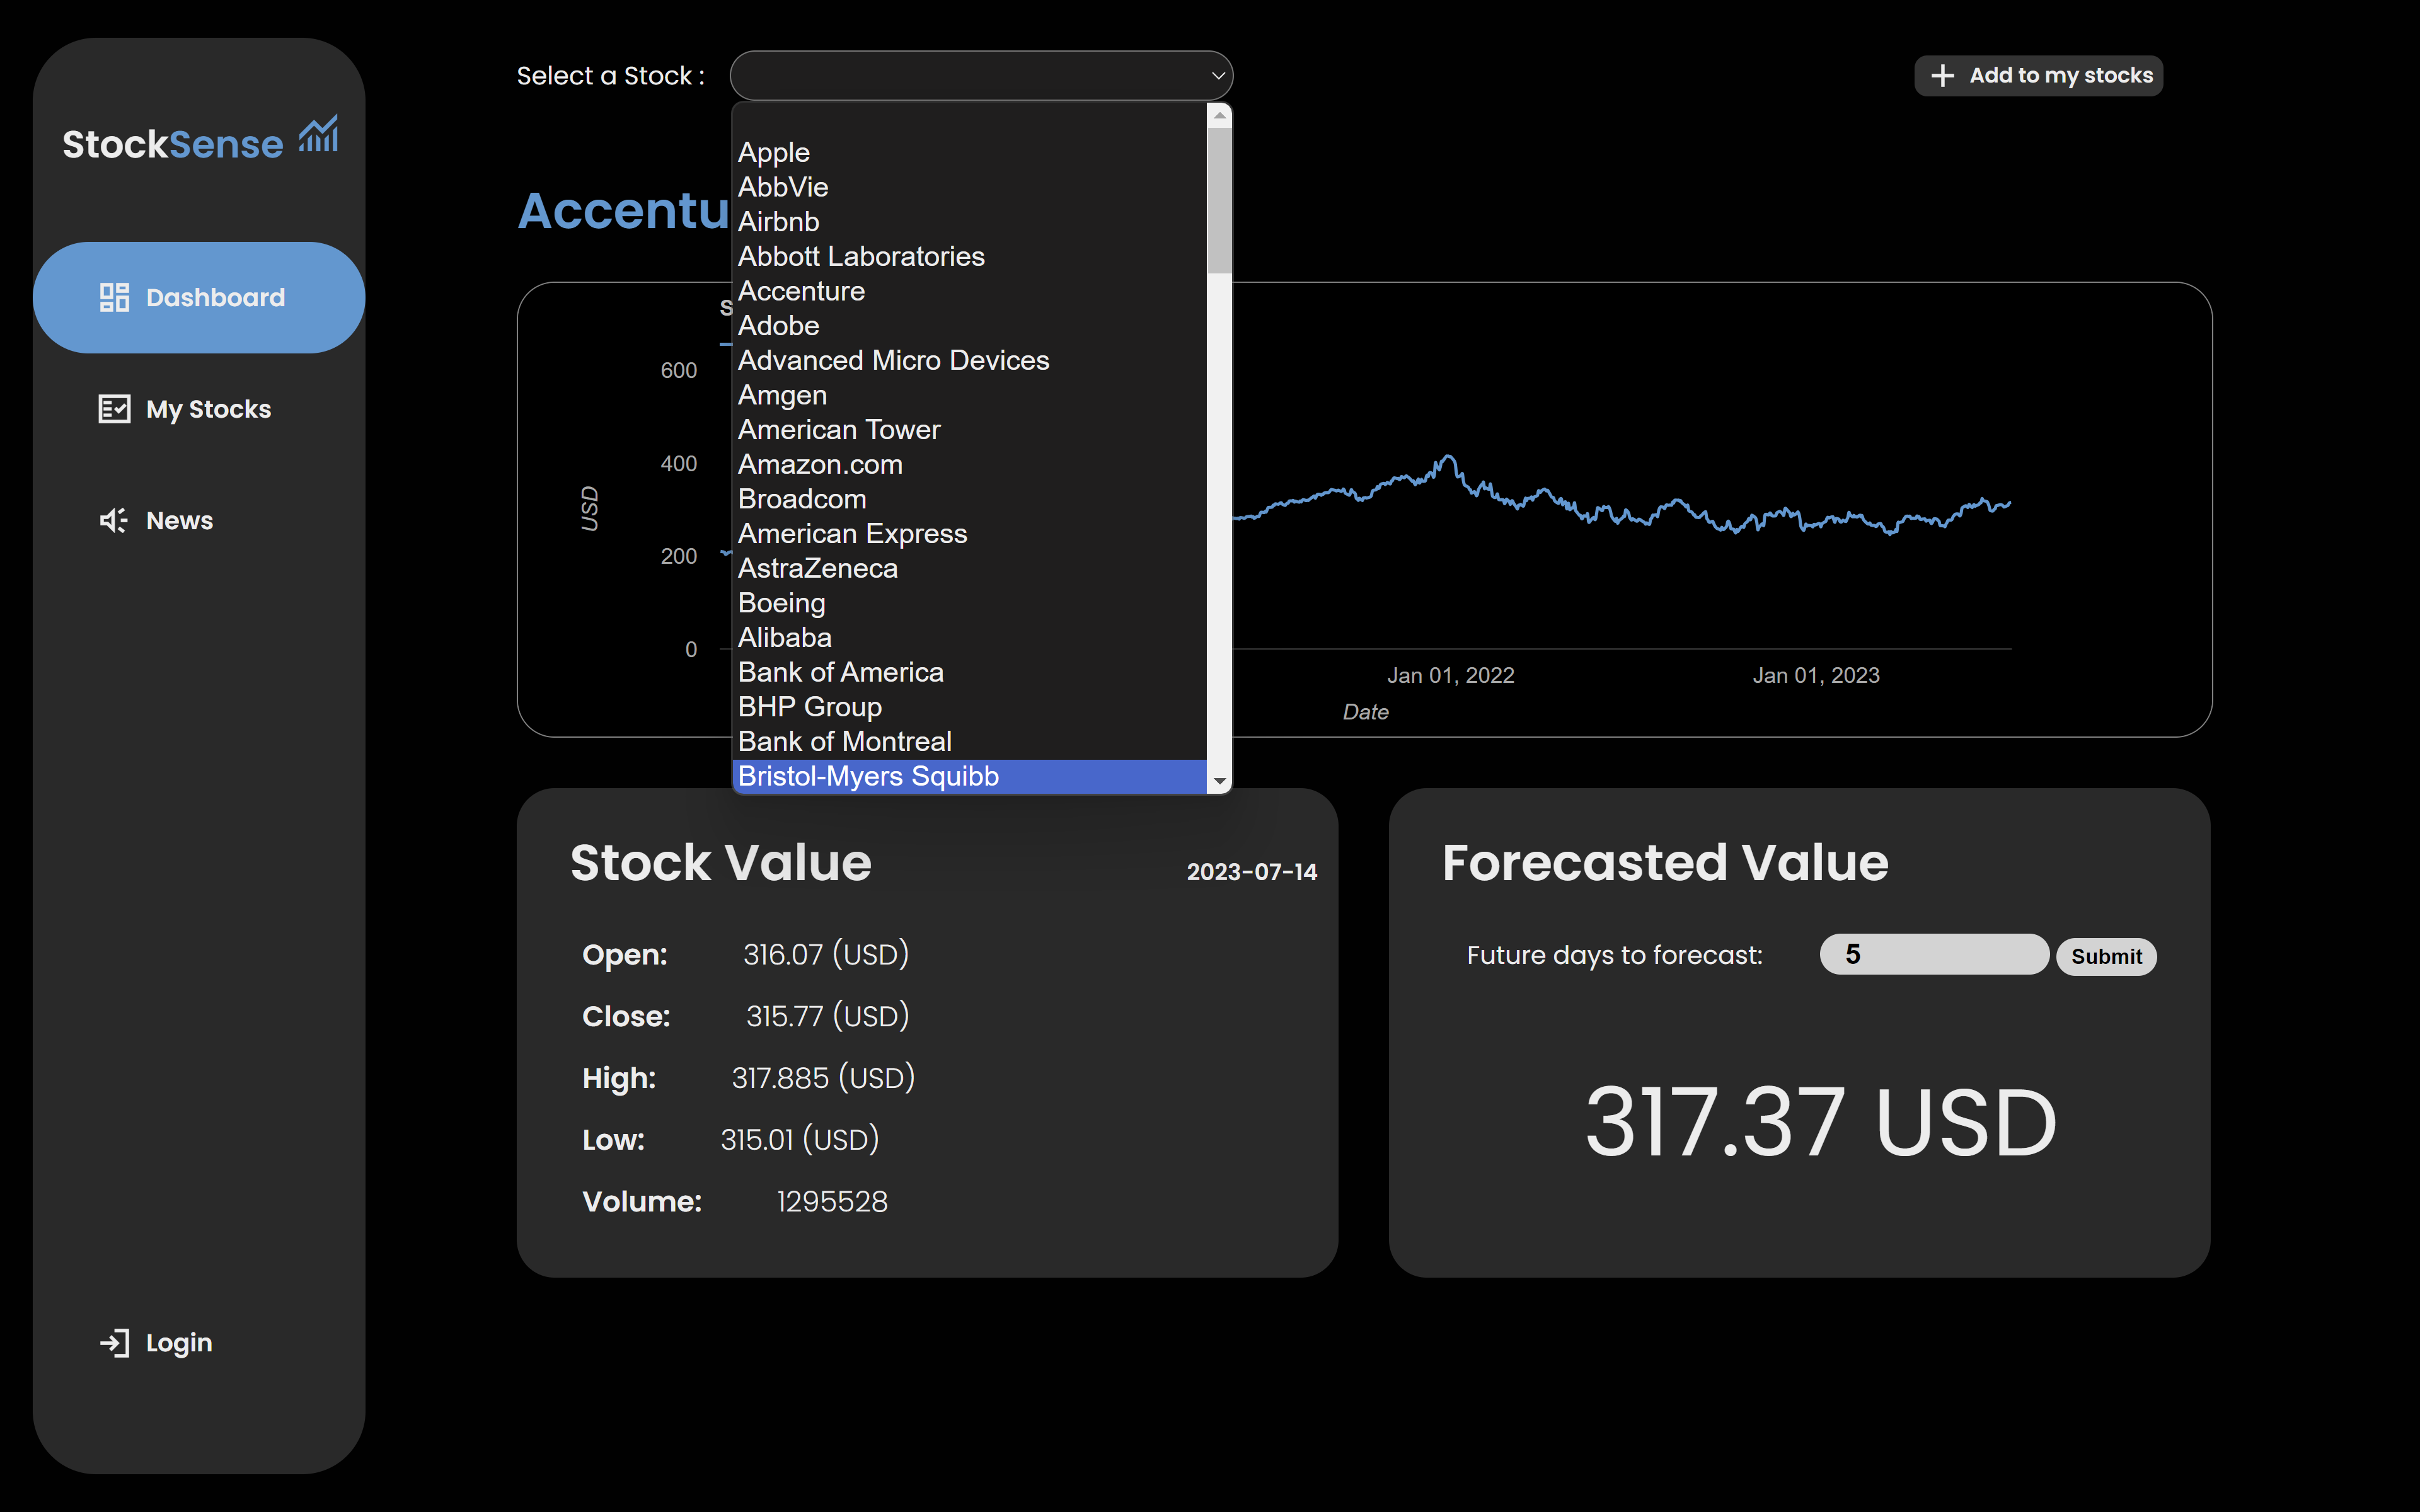 StockSense
Dashboard
My Stocks
News
Login
Select a Stock :
Add to my stocks
Apple
AbbVie
Airbnb
Abbott Laboratories
Accenture
Adobe
Advanced Micro Devices
Amgen
American Tower
Amazon.com
Broadcom
American Express
AstraZeneca
Boeing
Alibaba
Bank of America
BHP Group
Bank of Montreal
Bristol-Myers Squibb
Accentu
S
600
400
200
0
USD
Jan 01, 2022
Jan 01, 2023
Date
Stock Value
2023-07-14
Open: 316.07 (USD)
Close: 315.77 (USD)
High: 317.885 (USD)
Low: 315.01 (USD)
Volume: 1295528
Forecasted Value
Future days to forecast: 5 Submit
317.37 USD